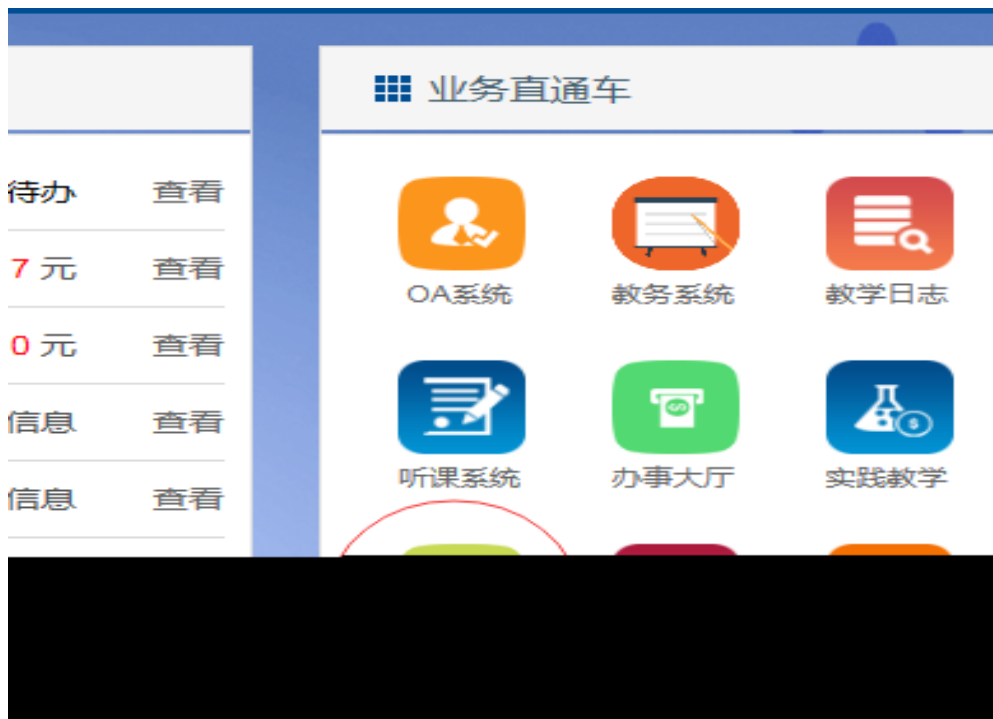 业务直通车
待办 查看
7 元 查看
0 元 查看
信息 查看
信息 查看
OA系统 教务系统 教学日志
听课系统 办事大厅 实践教学